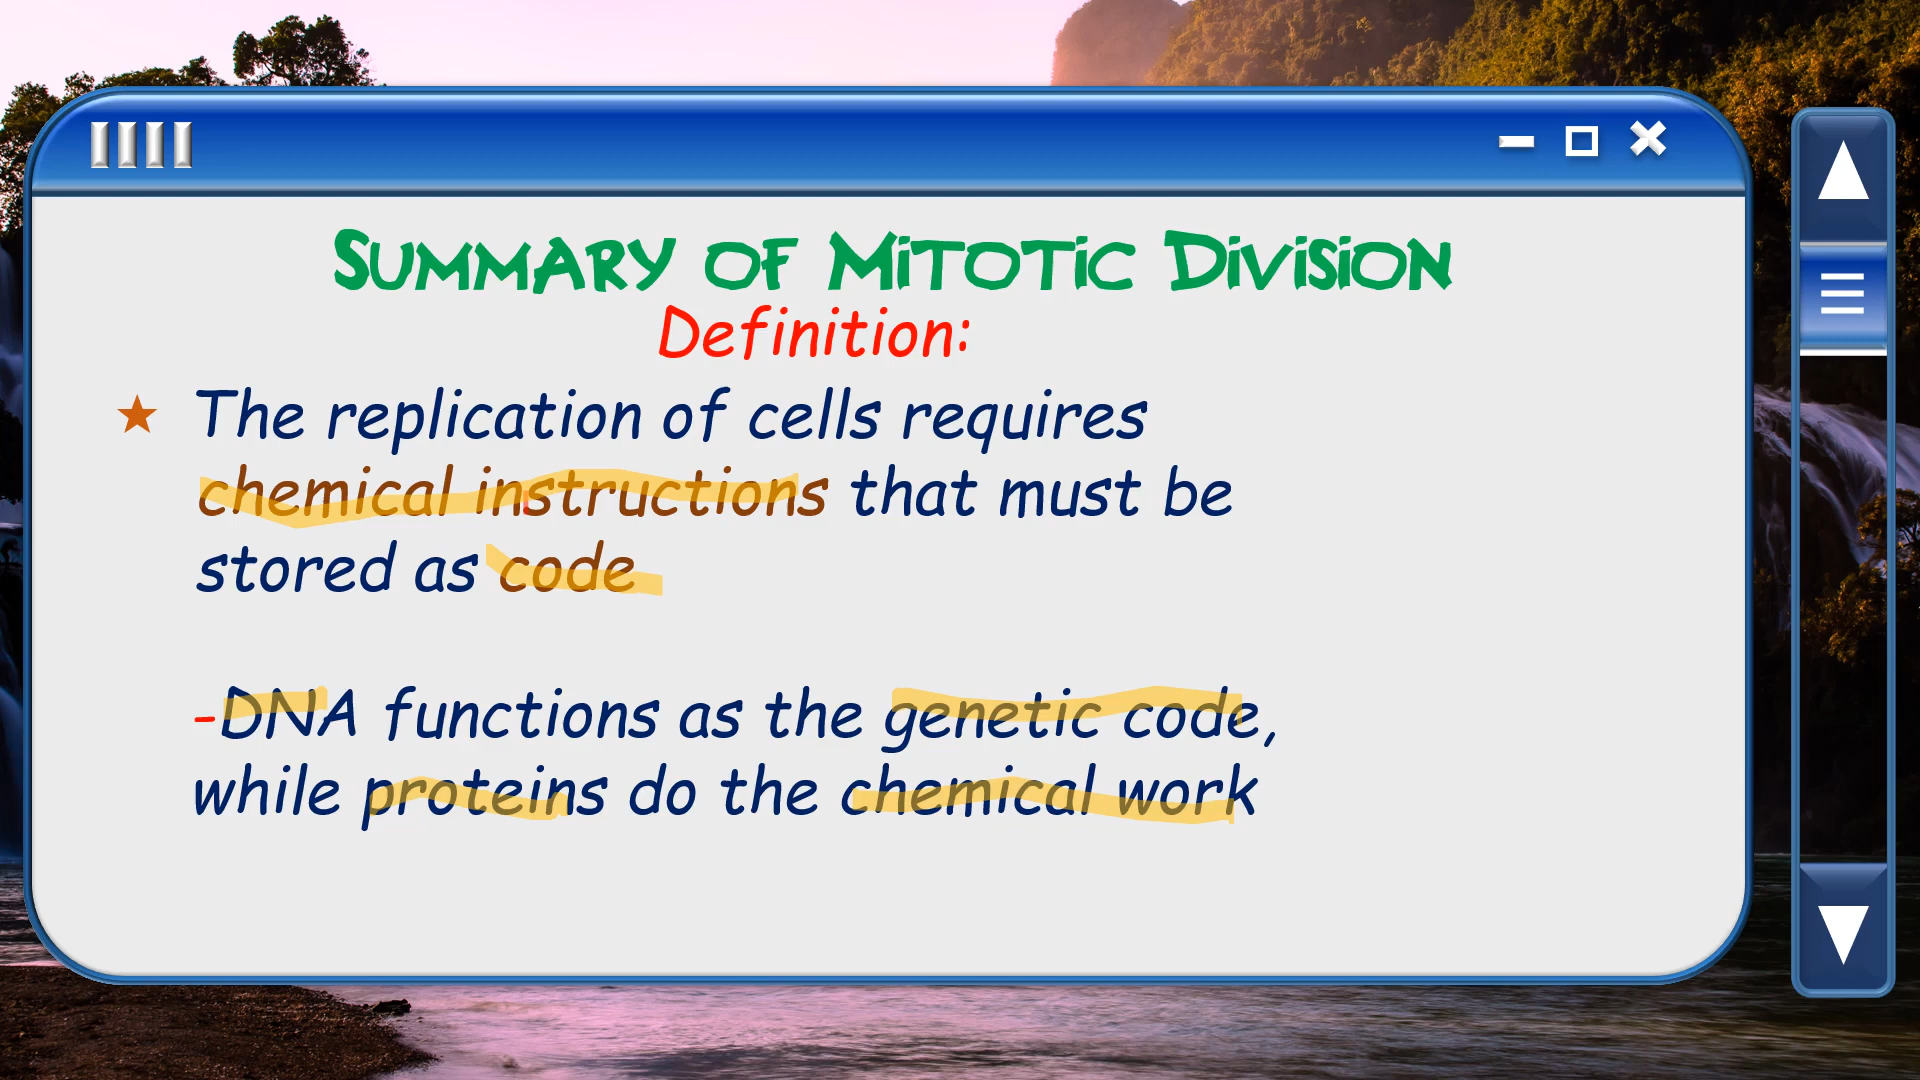 Summary of Mitotic Division
Definition:
★ The replication of cells requires
chemical instructions that must be
stored as code
-DNA functions as the genetic code,
while proteins do the chemical work